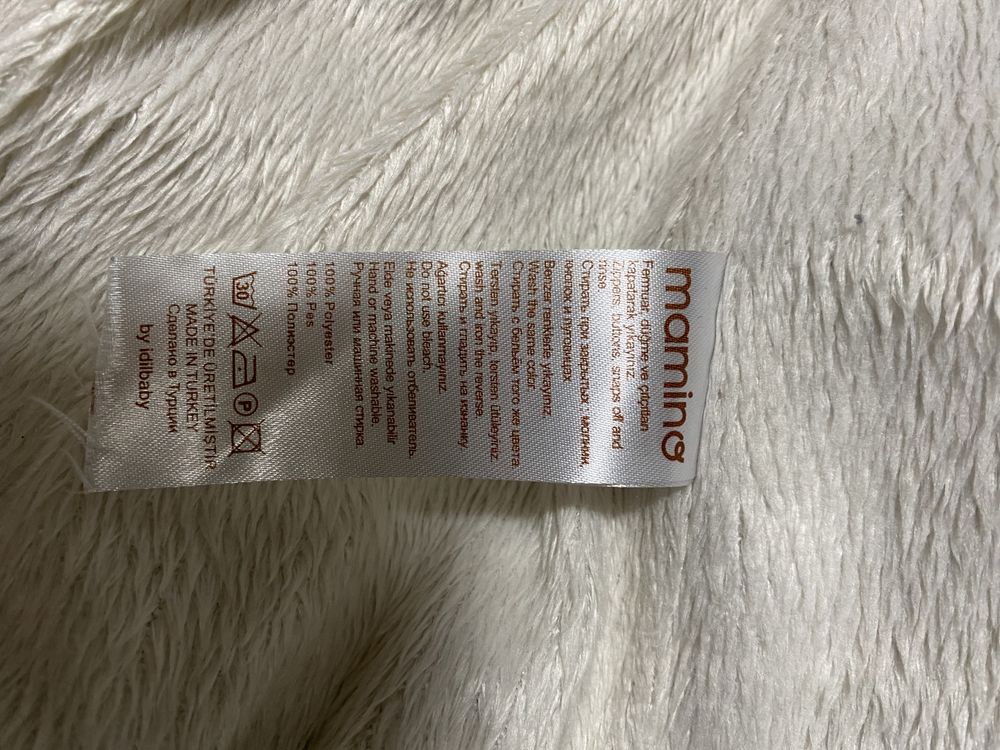 mamino
Fermuar, düğme ve çıtçıtları
kapatarak yıkayınız.
Zippers, buttons, snaps off and
rinse.
Стирать при закрытых : молнии,
кнопок и пуговицах
Benzer renklerle yıkayınız.
Wash the same color.
Стирать с бельем того же цвета
Tersten yıkayıp, tersten ütüleyiniz.
wash and iron the reverse.
Стирать и гладить на изнанку.
Ağartıcı kullanmayınız.
Do not use bleach.
Не использовать отбеливатель.
Elde veya makinede yıkanabilir
Hand or machine washable.
Ручная или машинная стирка
100% Polyester
100% Pes
100% Полиэстер
30 P
TÜRKİYE'DE ÜRETİLMİŞTİR
MADE IN TURKEY
Сделано в Турции
by idilbaby